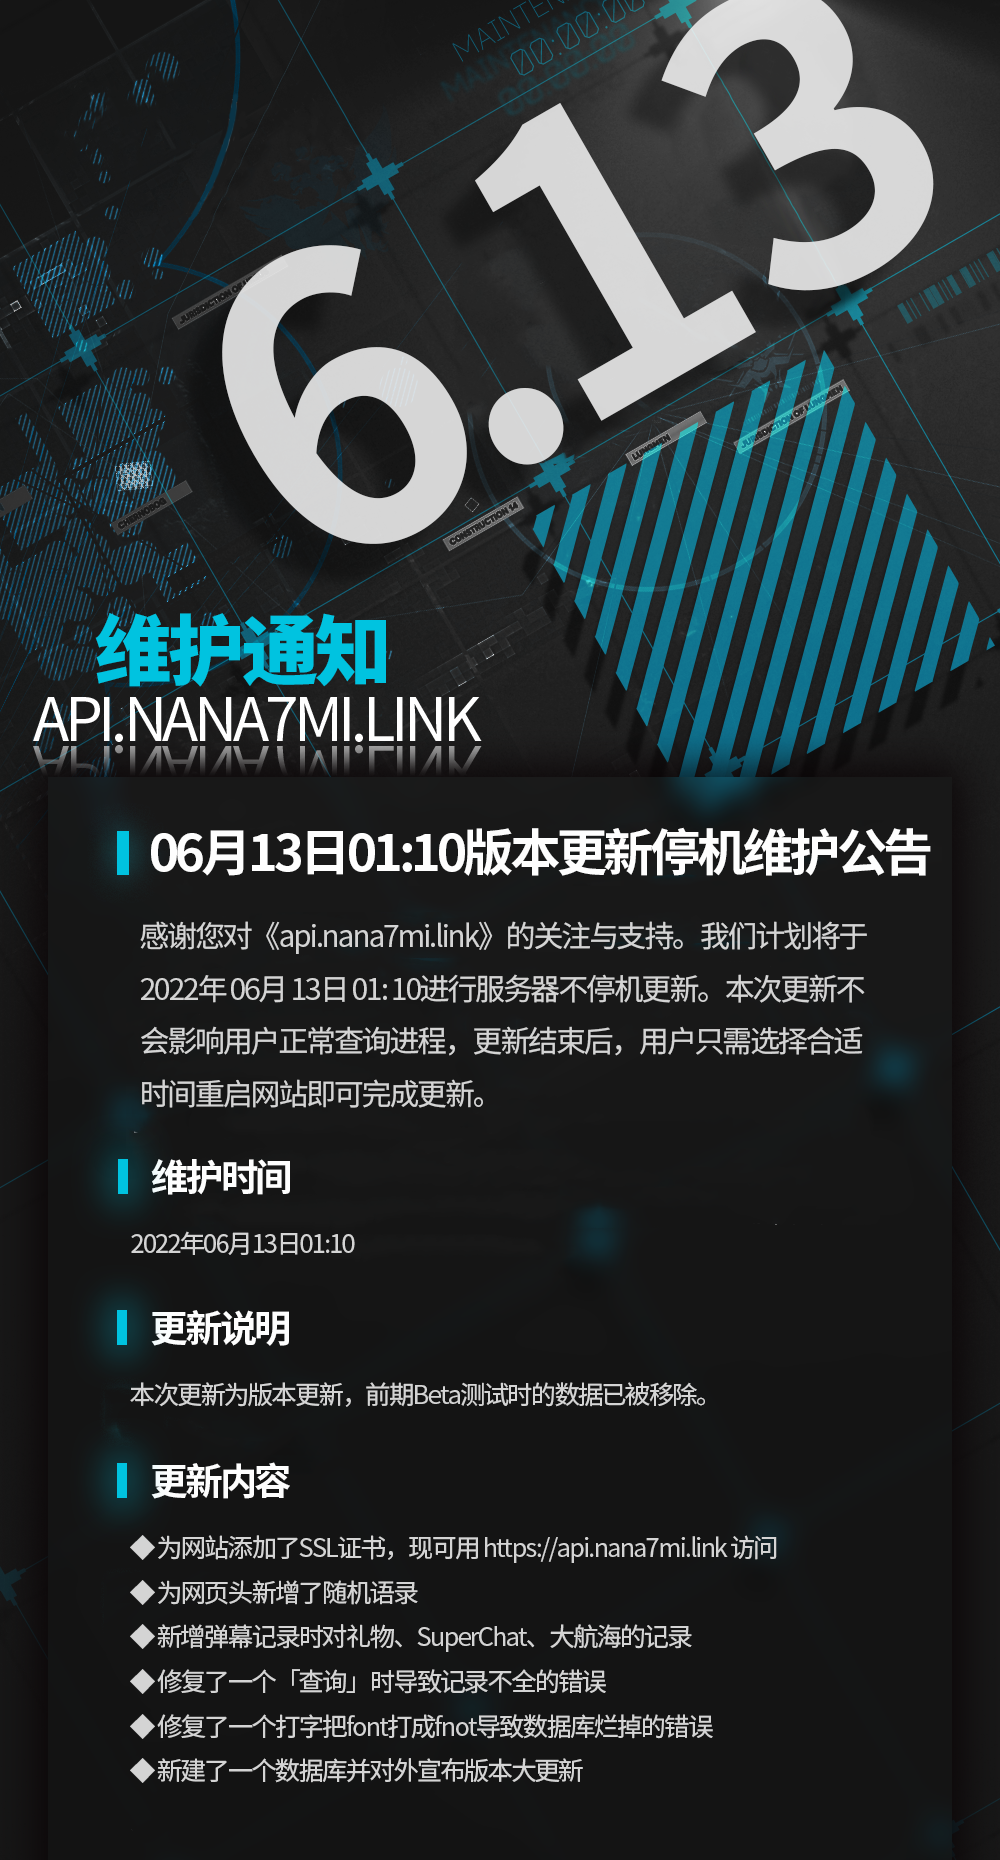 MAINTEN
00:00:00
6.13
JURISDICTION OF LUNGMEN
LUNGMEN
CONSTRUCTION 14
CHERNOBOG
维护通知
API.NANA7MI.LINK
06月13日01:10版本更新停机维护公告
感谢您对《api.nana7mi.link》的关注与支持。我们计划将于
2022年06月13日 01: 10进行服务器不停机更新。本次更新不
会影响用户正常查询进程，更新结束后，用户只需选择合适
时间重启网站即可完成更新。
维护时间
2022年06月13日01:10
更新说明
本次更新为版本更新，前期Beta测试时的数据已被移除。
更新内容
◆为网站添加了SSL证书，现可用 https://api.nana7mi.link 访问
◆为网页头新增了随机语录
◆新增弹幕记录时对礼物、SuperChat、大航海的记录
◆修复了一个「查询」时导致记录不全的错误
◆修复了一个打字把font打成fnot导致数据库烂掉的错误
◆新建了一个数据库并对外宣布版本大更新